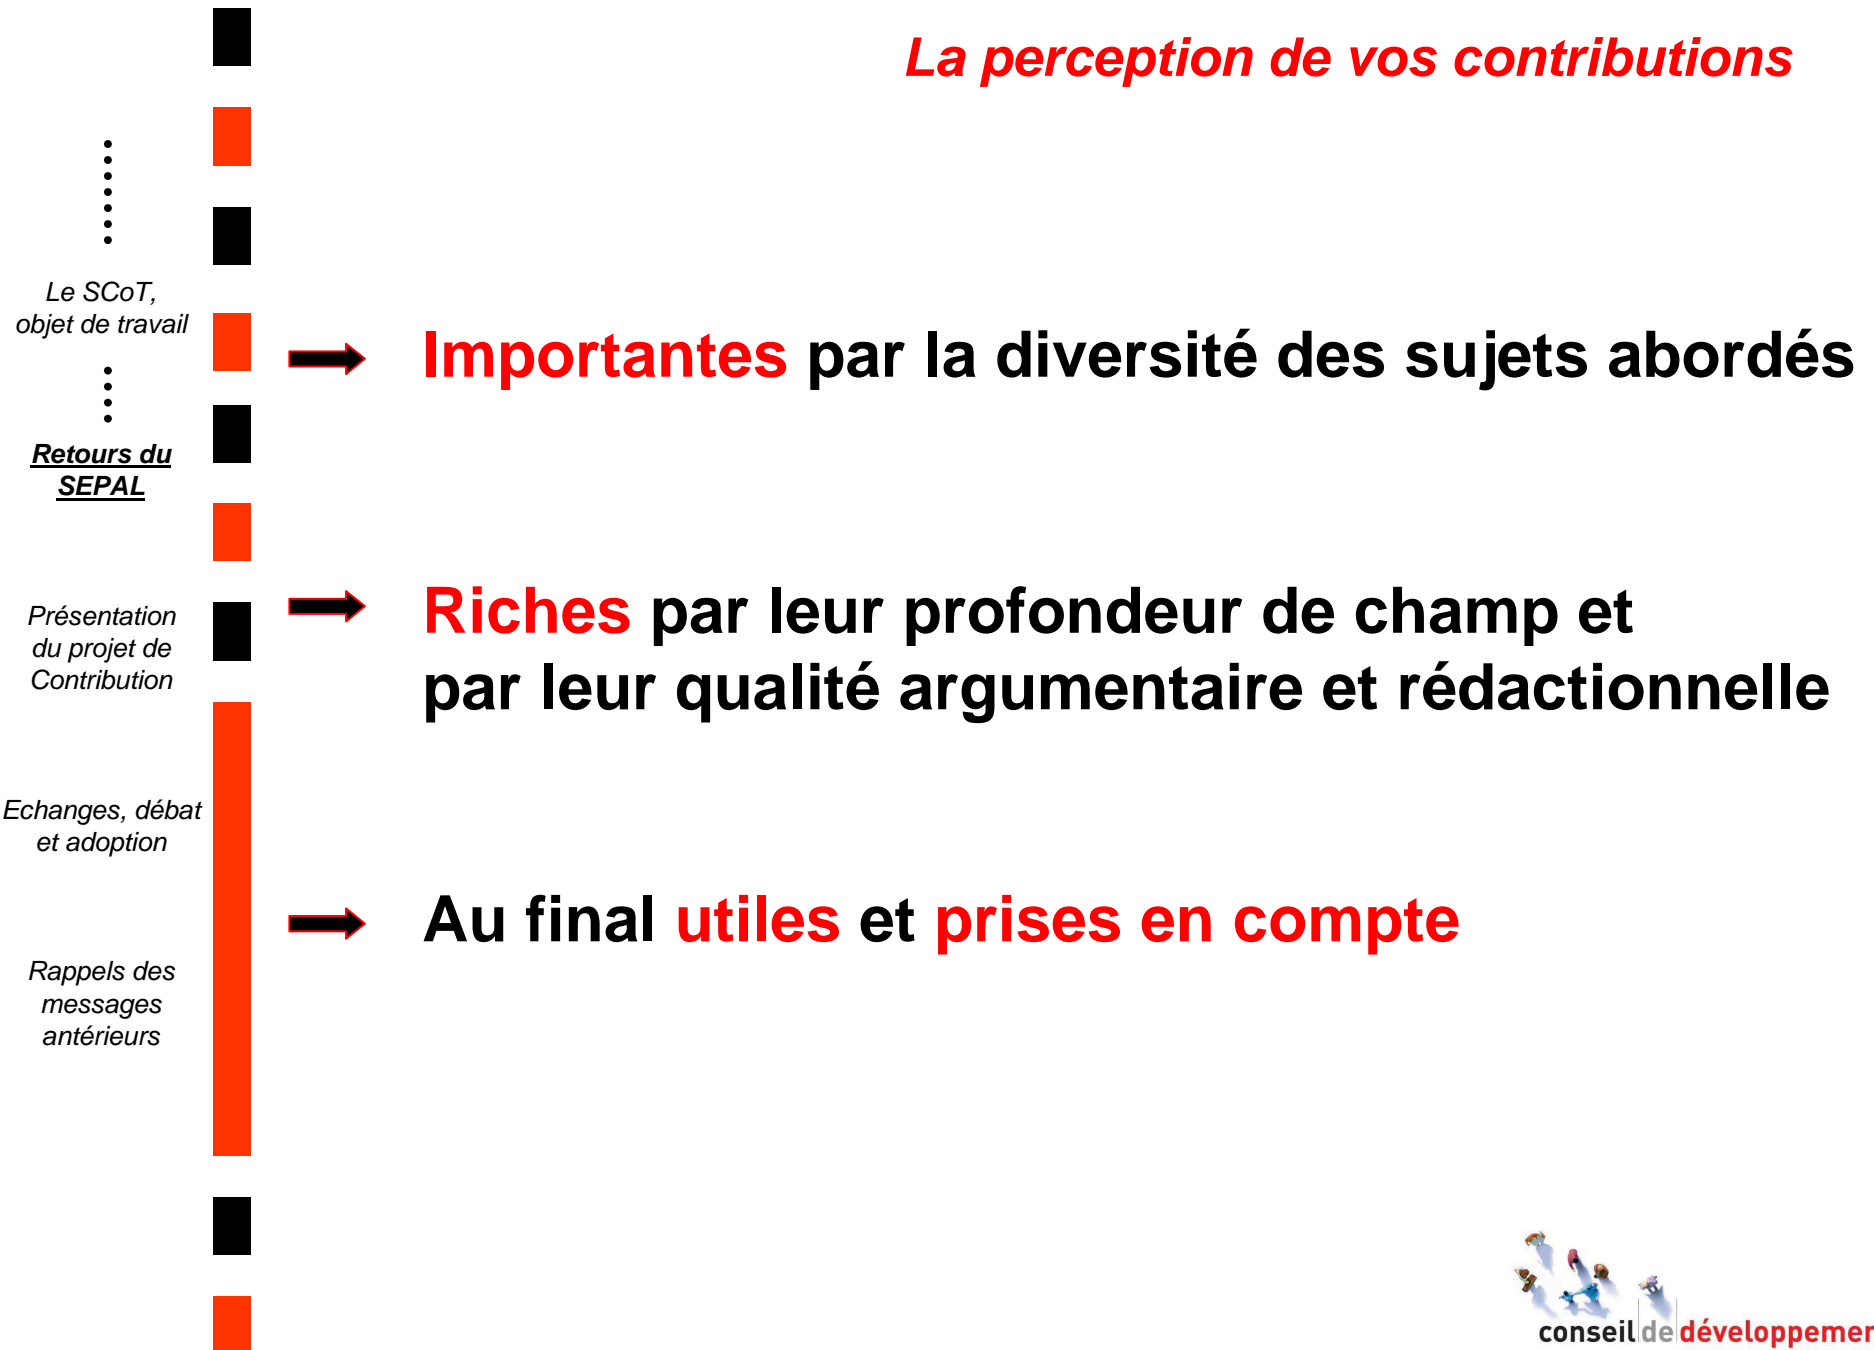 La perception de vos contributions
Le SCoT,
objet de travail
Retours du
SEPAL
Présentation
du projet de
Contribution
Echanges, débat
et adoption
Rappels des
messages
antérieurs
Importantes par la diversité des sujets abordés
Riches par leur profondeur de champ et
par leur qualité argumentaire et rédactionnelle
Au final utiles et prises en compte
conseil de développemen